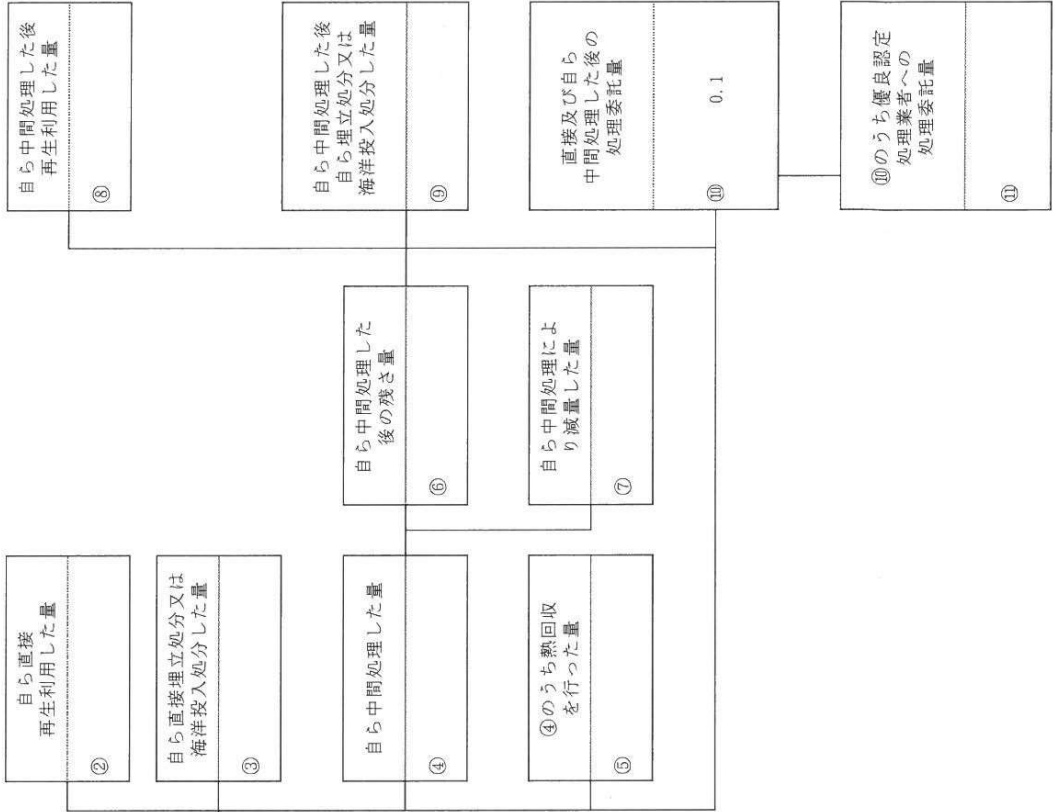 自ら直接
再生利用した量
②
自ら直接埋立処分又は
海洋投入処分した量
③
自ら中間処理した量
④
④のうち熱回収
を行った量
⑤
自ら中間処理した
後の残さ量
⑥
自ら中間処理によ
り減量した量
⑦
自ら中間処理した後
再生利用した量
⑧
自ら中間処理した後
自ら埋立処分又は
海洋投入処分した量
⑨
直接及び自ら
中間処理した後の
処理委託量
0.1
⑩
⑩のうち優良認定
処理業者への
処理委託量
⑪